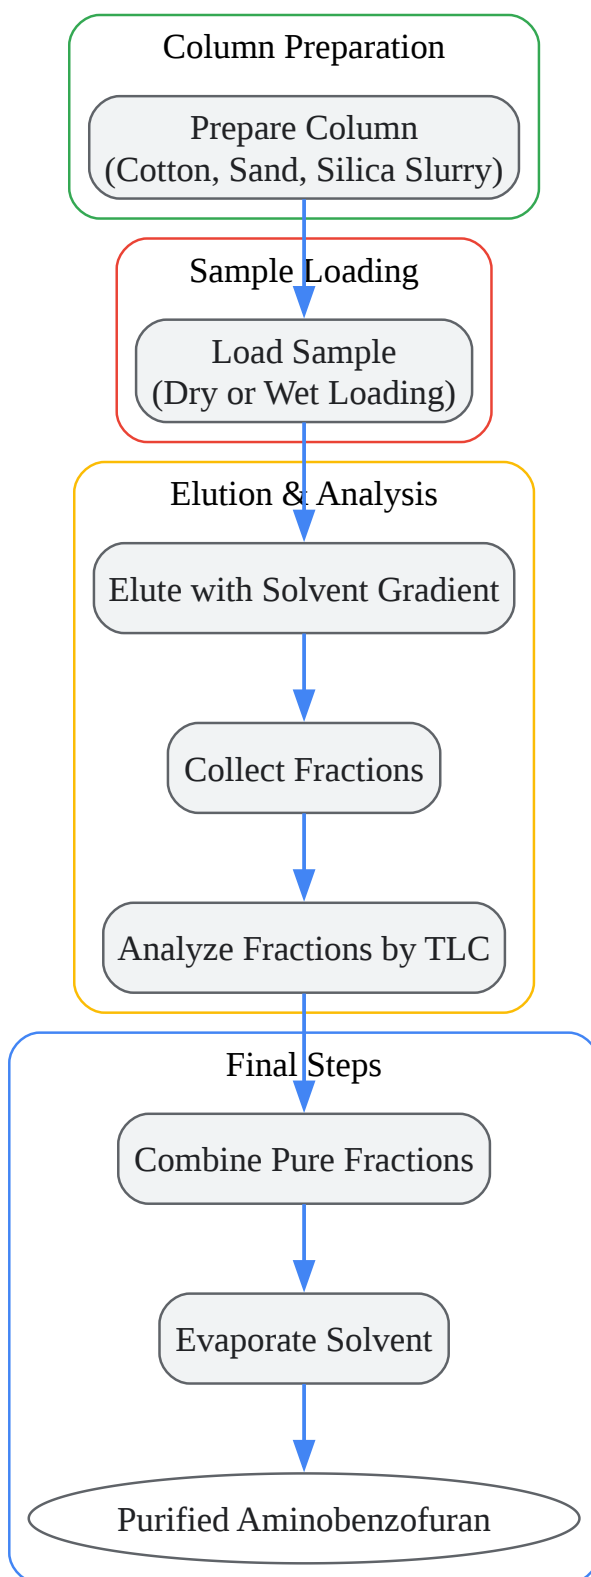 Column Preparation
Prepare Column
(Cotton, Sand, Silica Slurry)
Sample Loading
Load Sample
(Dry or Wet Loading)
Elution & Analysis
Elute with Solvent Gradient
Collect Fractions
Analyze Fractions by TLC
Final Steps
Combine Pure Fractions
Evaporate Solvent
Purified Aminobenzofuran